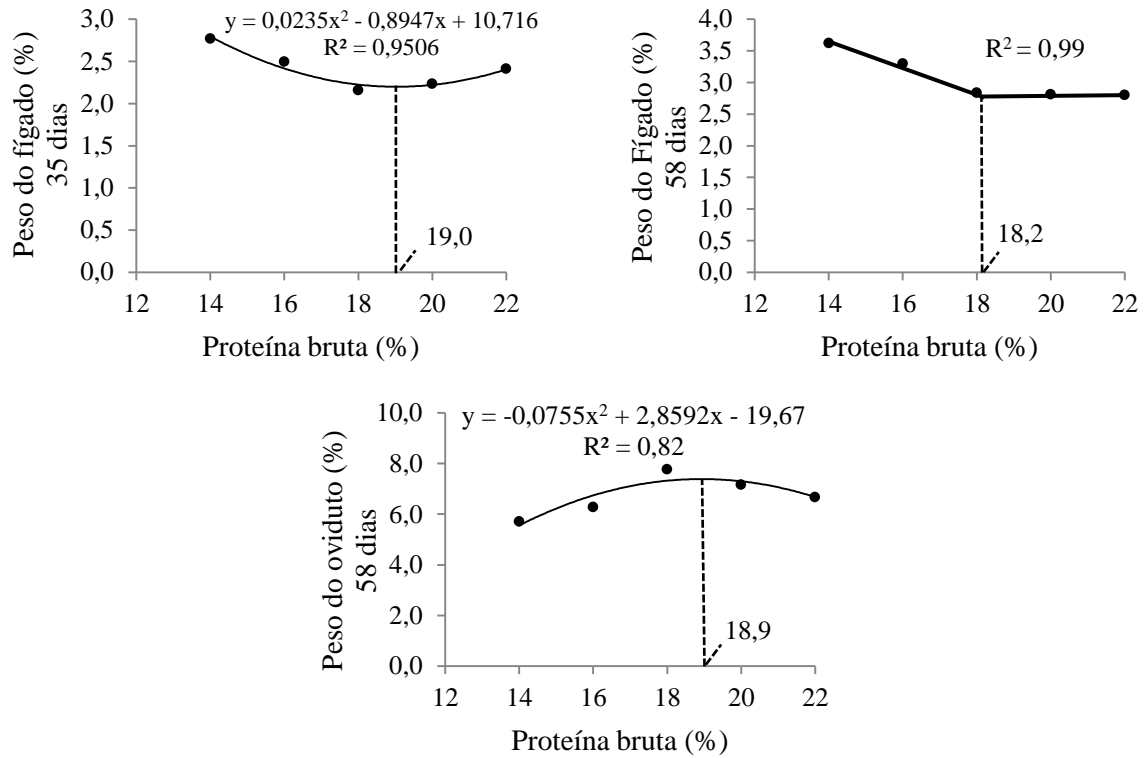 y = 0,0235x² - 0,8947x + 10,716
R² = 0,9506
3,0
2,5
2,0
1,5
1,0
0,5
0,0
Peso do fígado (%)
35 dias
19,0
12 14 16 18 20 22
Proteína bruta (%)
R² = 0,99
4,0
3,5
3,0
2,5
2,0
1,5
1,0
0,5
0,0
Peso do Fígado (%)
58 dias
18,2
12 14 16 18 20 22
Proteína bruta (%)
y = -0,0755x² + 2,8592x - 19,67
R² = 0,82
10,0
8,0
6,0
4,0
2,0
0,0
Peso do oviduto (%)
58 dias
18,9
12 14 16 18 20 22
Proteína bruta (%)